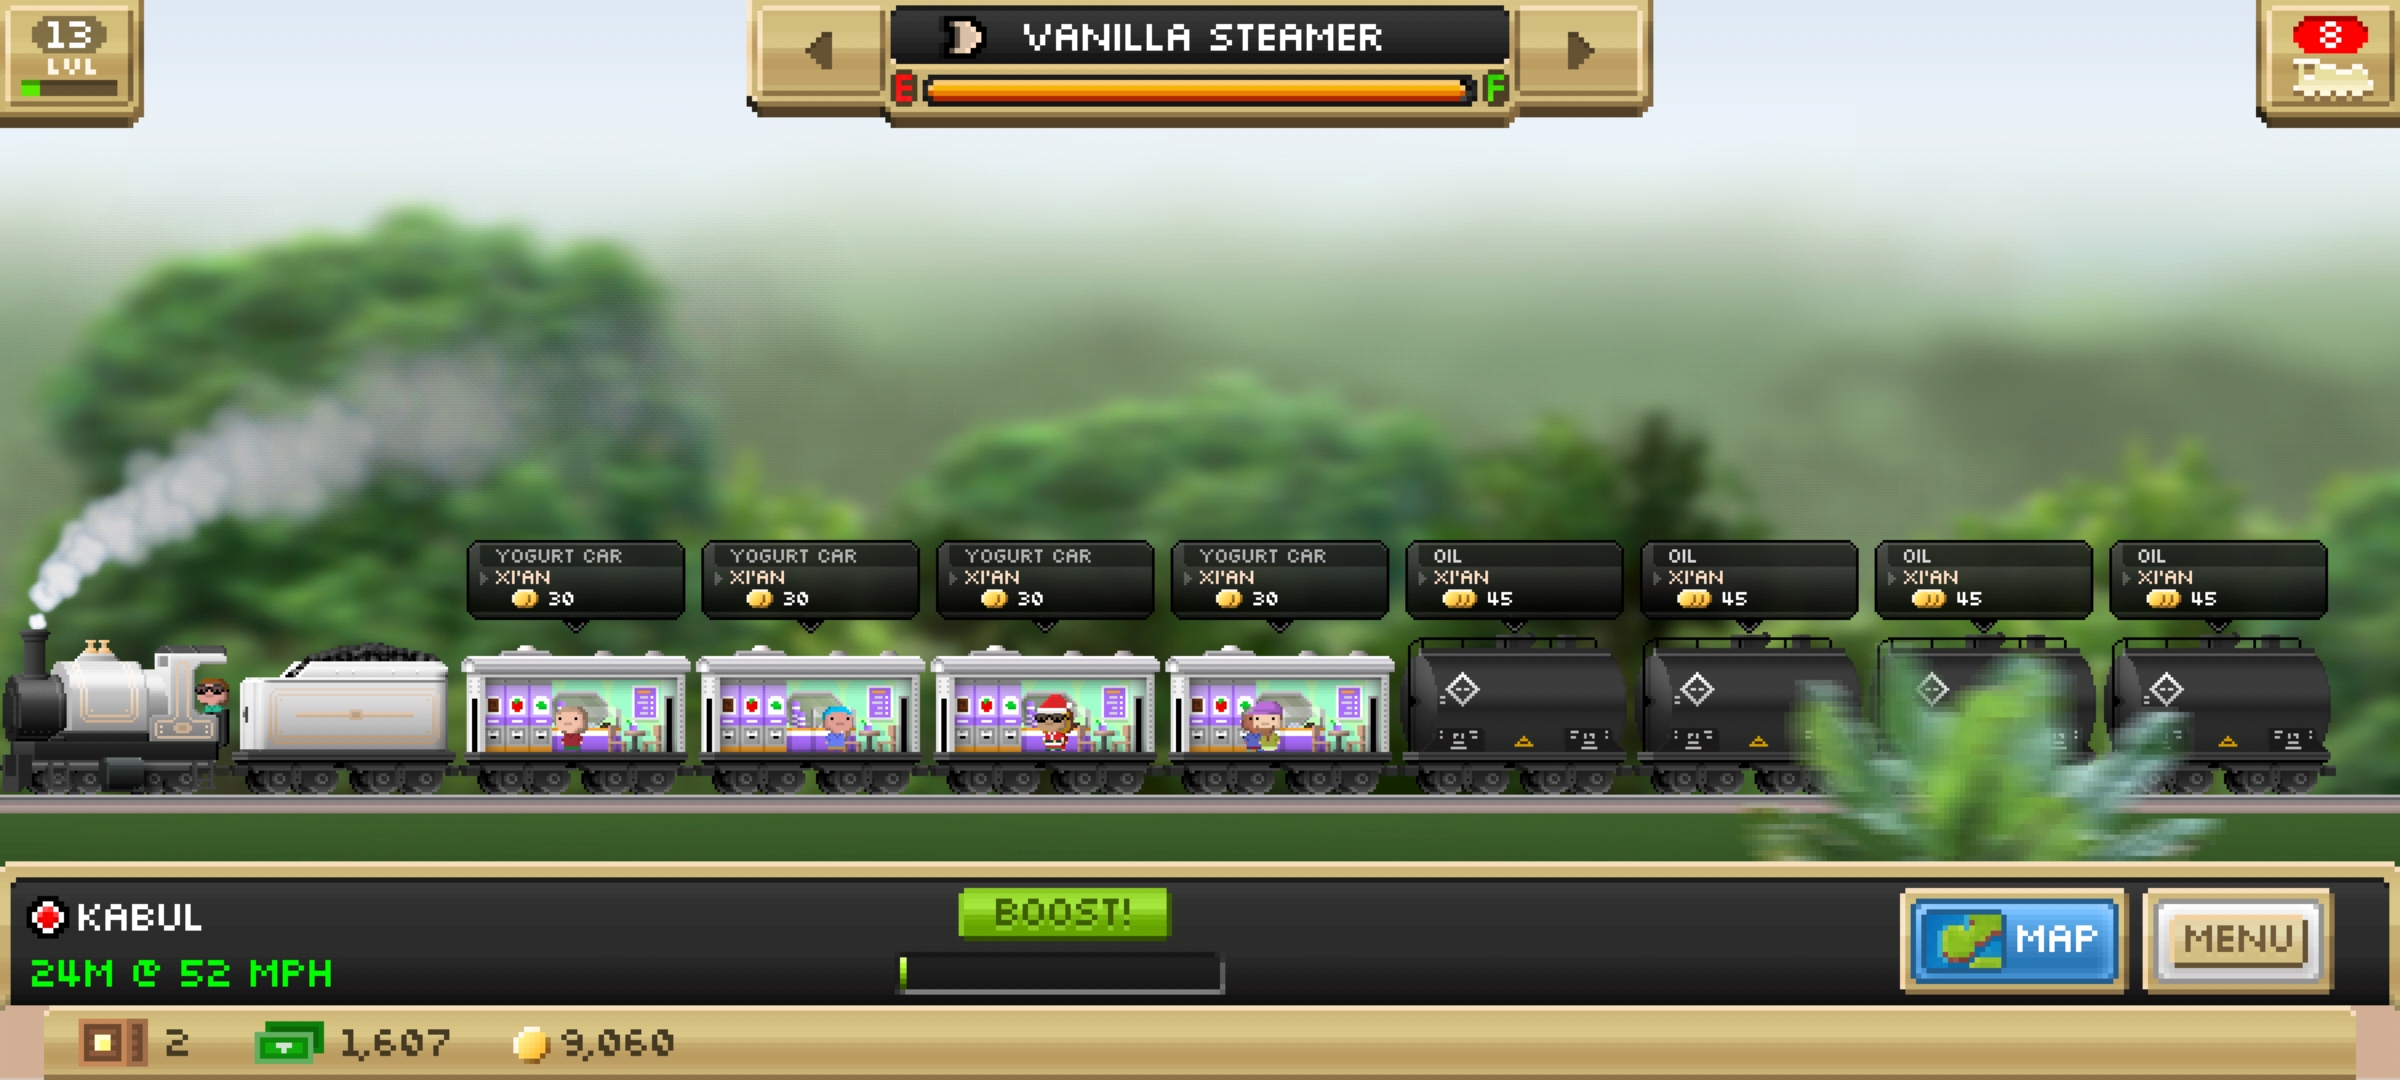 13
LVL
VANILLA STEAMER
E
F
8
YOGURT CAR
XI'AN
30
YOGURT CAR
XI'AN
30
YOGURT CAR
XI'AN
30
YOGURT CAR
XI'AN
30
OIL
XI'AN
45
OIL
XI'AN
45
OIL
XI'AN
45
OIL
XI'AN
45
KABUL
24M @ 52 MPH
BOOST!
MAP
MENU
2
1,607
9,060